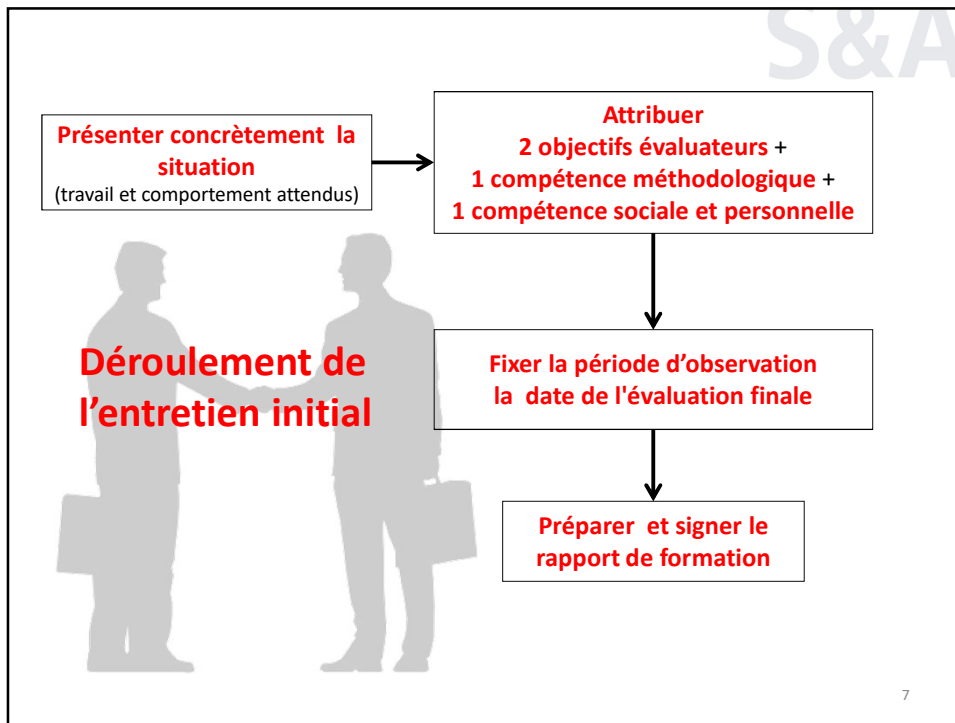 S&A
Présenter concrètement la
situation
(travail et comportement attendus)
Attribuer
2 objectifs évaluateurs +
1 compétence méthodologique +
1 compétence sociale et personnelle
Déroulement de
l’entretien initial
Fixer la période d’observation
la date de l'évaluation finale
Préparer et signer le
rapport de formation
7